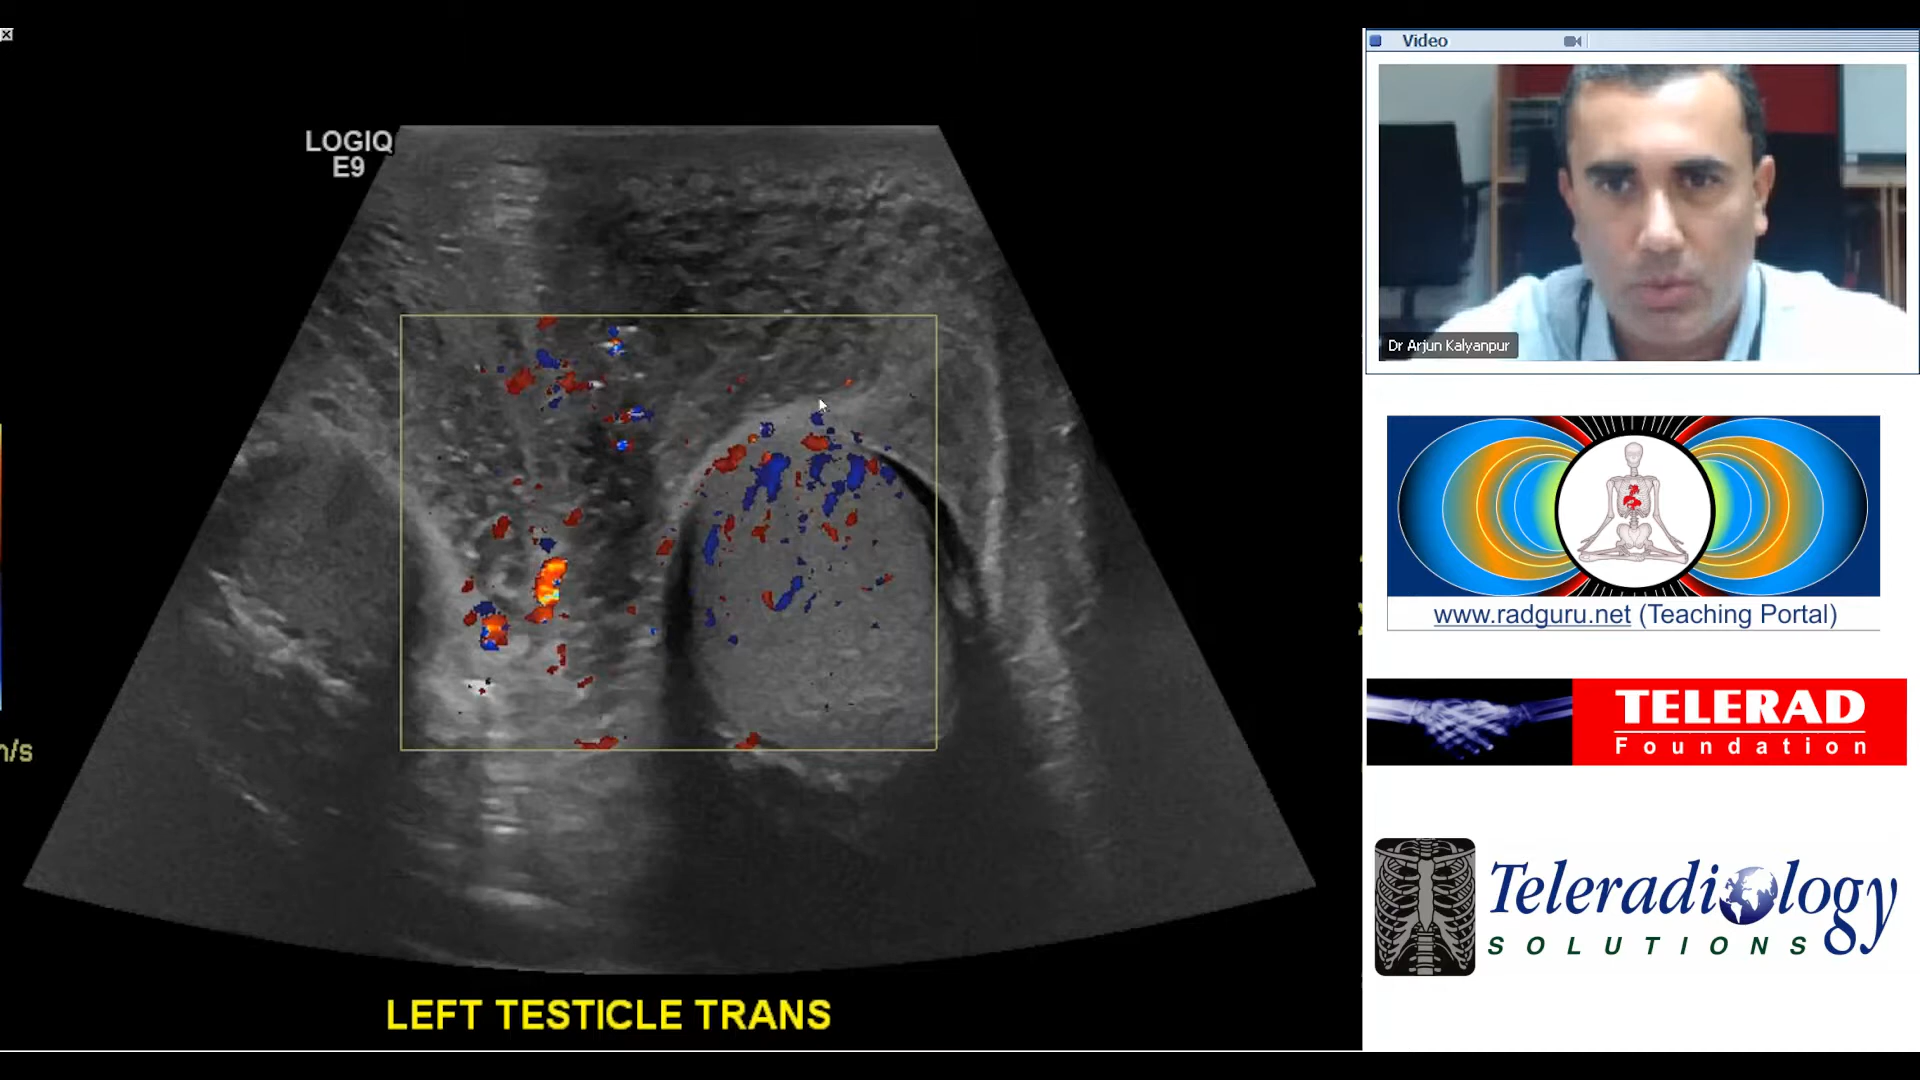 LOGIQ
E9
n/s
LEFT TESTICLE TRANS
Video
Dr Arjun Kalyanpur
www.radguru.net (Teaching Portal)
TELERAD
Foundation
Teleradiology
SOLUTIONS